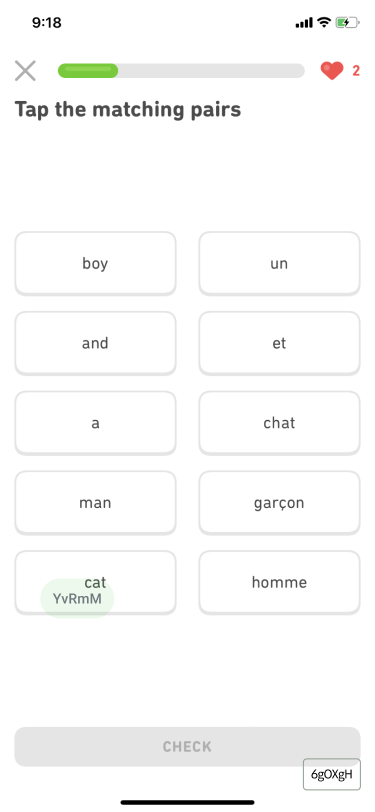 9:18
2
Tap the matching pairs
boy
un
and
et
a
chat
man
garçon
cat
YvRmM
homme
CHECK
6gOXgH